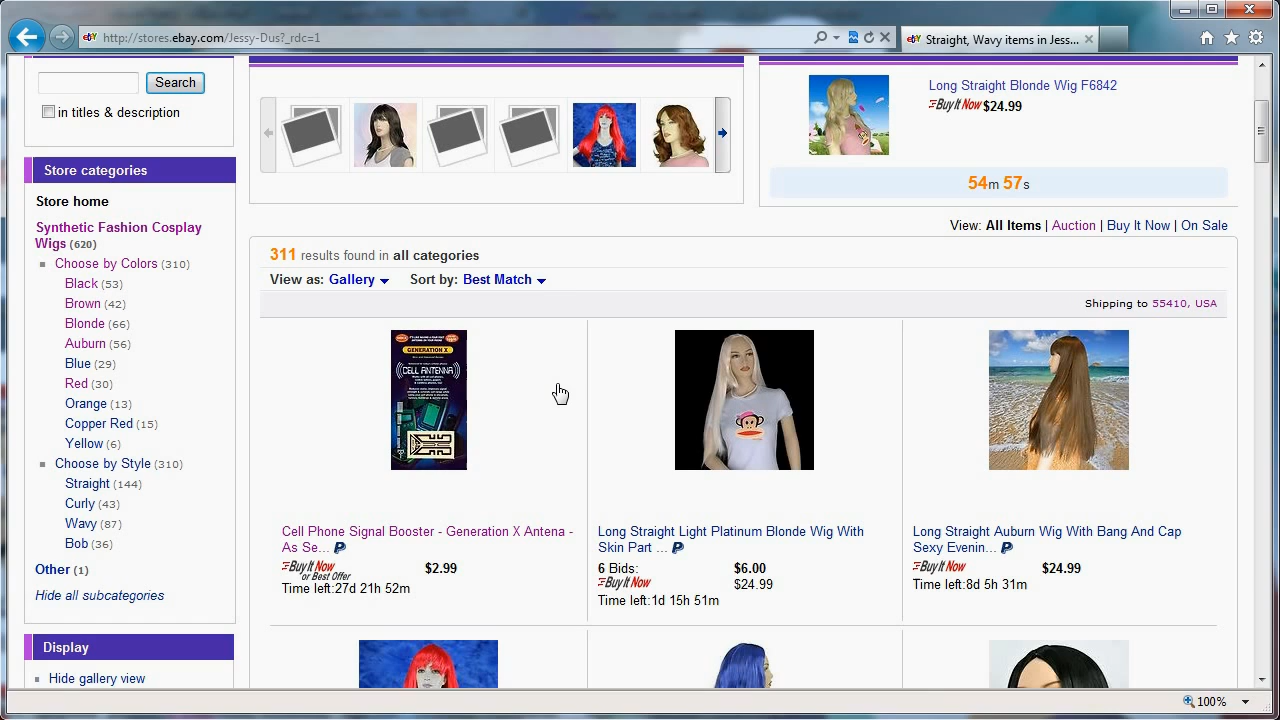 http://stores.ebay.com/Jessy-Dus?_rdc=1
Straight, Wavy items in Jess...
Search
in titles & description
Store categories
Store home
Synthetic Fashion Cosplay
Wigs (620)
Choose by Colors (310)
Black (53)
Brown (42)
Blonde (66)
Auburn (56)
Blue (29)
Red (30)
Orange (13)
Copper Red (15)
Yellow (6)
Choose by Style (310)
Straight (144)
Curly (43)
Wavy (87)
Bob (36)
Other (1)
Hide all subcategories
Display
Hide gallery view
Long Straight Blonde Wig F6842
Buy It Now $24.99
54m 57s
View: All Items | Auction | Buy It Now | On Sale
311 results found in all categories
View as: Gallery Sort by: Best Match
Shipping to 55410, USA
GENERATION X
CELL ANTENNA
Cell Phone Signal Booster - Generation X Antena -
As Se...
Buy It Now $2.99
or Best Offer
Time left:27d 21h 52m
Long Straight Light Platinum Blonde Wig With
Skin Part ...
6 Bids: $6.00
Buy It Now $24.99
Time left:1d 15h 51m
Long Straight Auburn Wig With Bang And Cap
Sexy Evenin...
Buy It Now $24.99
Time left:8d 5h 31m
100%